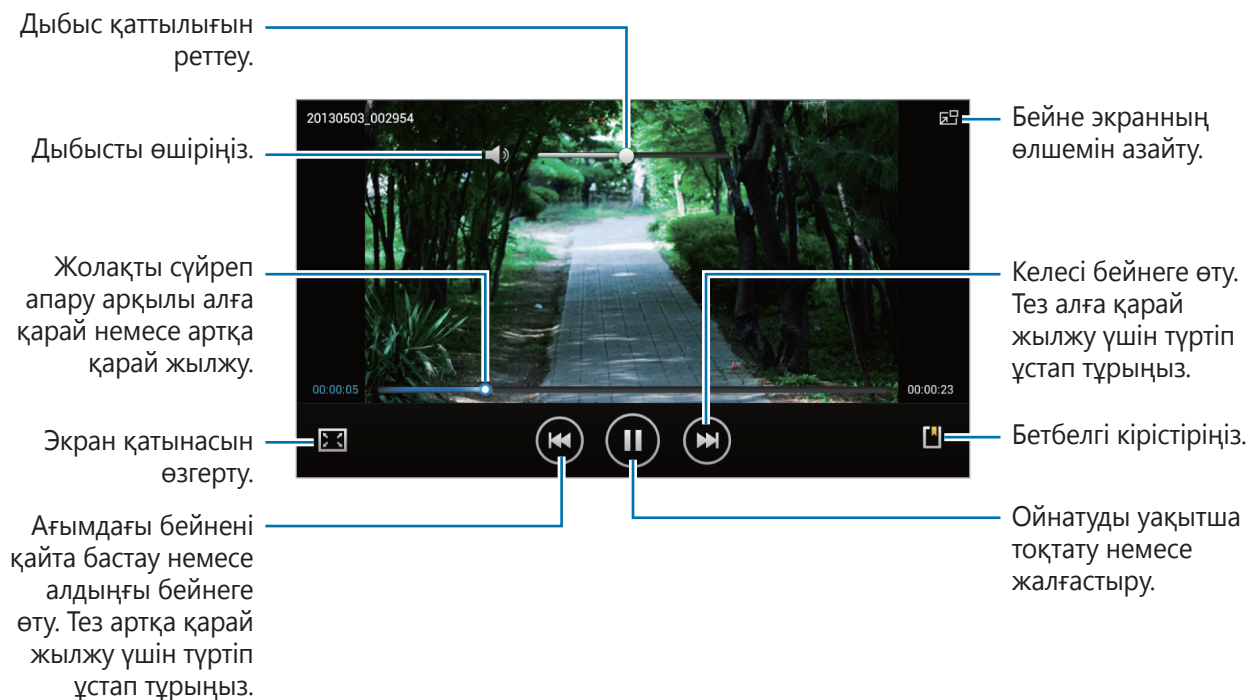 Дыбыс қаттылығын
реттеу.
Дыбысты өшіріңіз.
Жолақты сүйреп
апару арқылы алға
қарай немесе артқа
қарай жылжу.
Экран қатынасын
өзгерту.
Ағымдағы бейнені
қайта бастау немесе
алдыңғы бейнеге
өту. Тез артқа қарай
жылжу үшін түртіп
ұстап тұрыңыз.
20130503_002954
00:00:05
00:00:23
Бейне экранның
өлшемін азайту.
Келесі бейнеге өту.
Тез алға қарай
жылжу үшін түртіп
ұстап тұрыңыз.
Бетбелгі кірістіріңіз.
Ойнатуды уақытша
тоқтату немесе
жалғастыру.